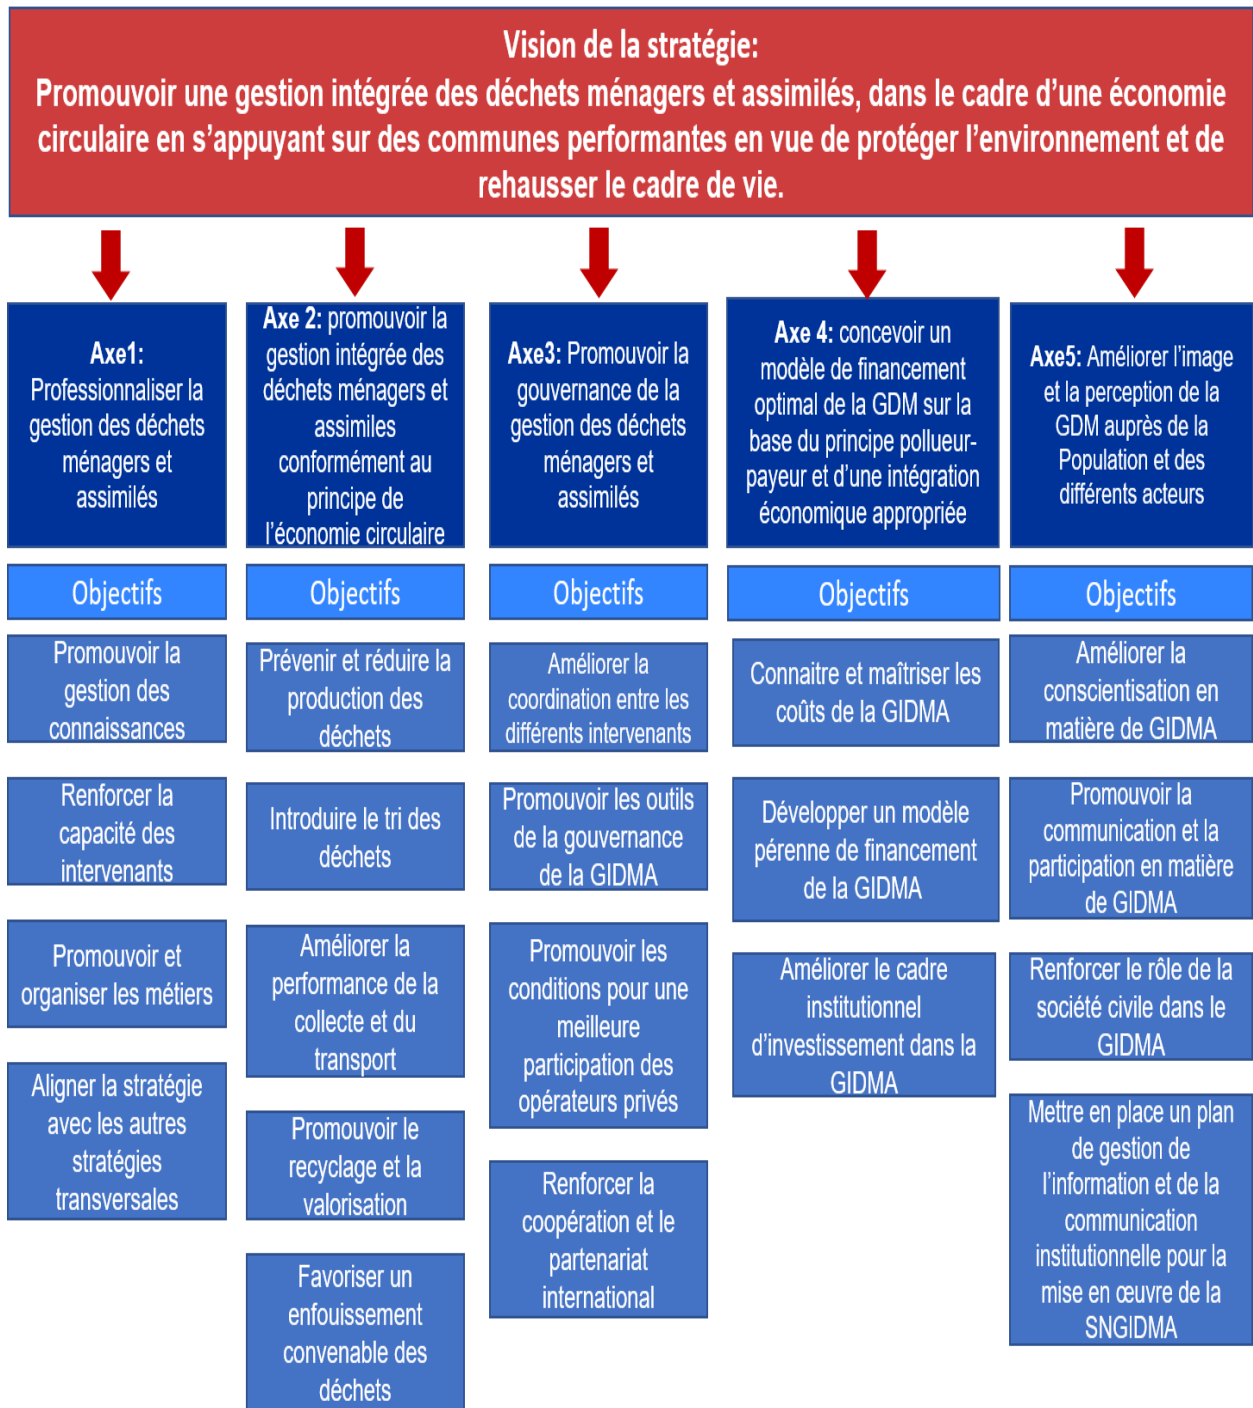 Vision de la stratégie:
Promouvoir une gestion intégrée des déchets ménagers et assimilés, dans le cadre d’une économie
circulaire en s’appuyant sur des communes performantes en vue de protéger l’environnement et de
rehausser le cadre de vie.
Axe1:
Professionnaliser la
gestion des déchets
ménagers et
assimilés
Objectifs
Promouvoir la
gestion des
connaissances
Renforcer la
capacité des
intervenants
Promouvoir et
organiser les métiers
Aligner la stratégie
avec les autres
stratégies
transversales
Axe 2: promouvoir la
gestion intégrée des
déchets ménagers et
assimiles
conformément au
principe de
l’économie circulaire
Objectifs
Prévenir et réduire la
production des
déchets
Introduire le tri des
déchets
Améliorer la
performance de la
collecte et du
transport
Promouvoir le
recyclage et la
valorisation
Favoriser un
enfouissement
convenable des
déchets
Axe3: Promouvoir la
gouvernance de la
gestion des déchets
ménagers et
assimilés
Objectifs
Améliorer la
coordination entre les
différents intervenants
Promouvoir les outils
de la gouvernance
de la GIDMA
Promouvoir les
conditions pour une
meilleure
participation des
opérateurs privés
Renforcer la
coopération et le
partenariat
international
Axe 4: concevoir un
modèle de financement
optimal de la GDM sur la
base du principe pollueur-
payeur et d’une intégration
économique appropriée
Objectifs
Connaitre et maîtriser les
coûts de la GIDMA
Développer un modèle
pérenne de financement
de la GIDMA
Améliorer le cadre
institutionnel
d’investissement dans la
GIDMA
Axe5: Améliorer l’image
et la perception de la
GDM auprès de la
Population et des
différents acteurs
Objectifs
Améliorer la
conscientisation en
matière de GIDMA
Promouvoir la
communication et la
participation en matière
de GIDMA
Renforcer le rôle de la
société civile dans le
GIDMA
Mettre en place un plan
de gestion de
l’information et de la
communication
institutionnelle pour la
mise en œuvre de la
SNGIDMA